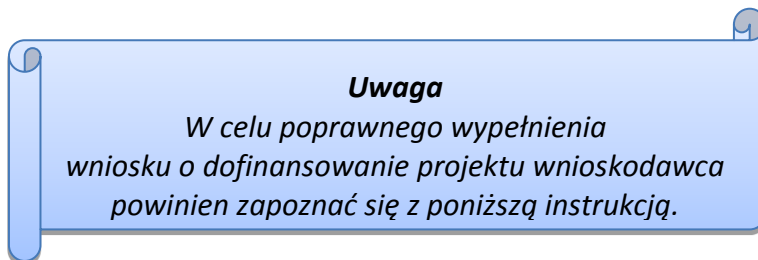 Uwaga
W celu poprawnego wypełnienia
wniosku o dofinansowanie projektu wnioskodawca
powinien zapoznać się z poniższą instrukcją.